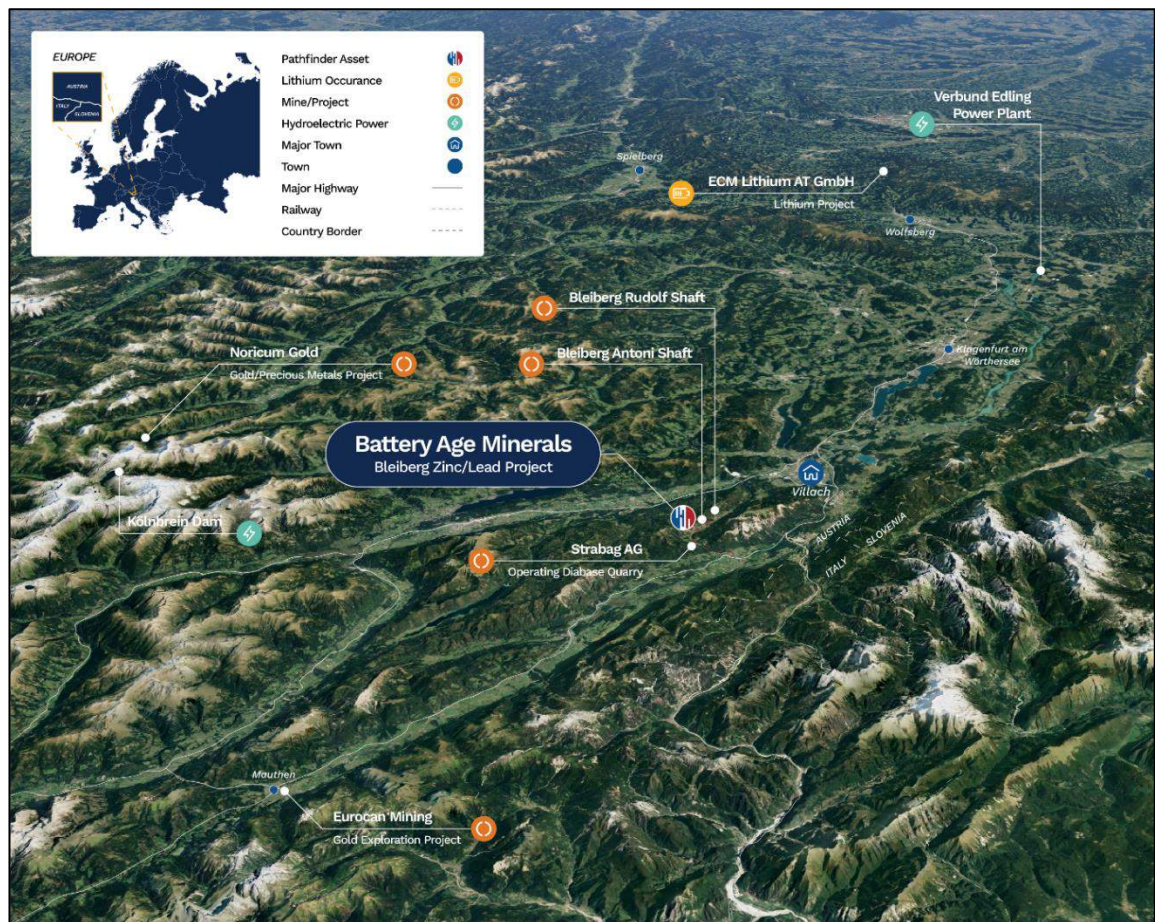 EUROPE
AUSTRIA
ITALY
SLOVENIA
Pathfinder Asset
Lithium Occurance
Mine/Project
Hydroelectric Power
Major Town
Town
Major Highway
Railway
Country Border
Verbund Edling
Power Plant
Spielberg
ECM Lithium AT GmbH
Lithium Project
Wolfsberg
Bleiberg Rudolf Shaft
Noricum Gold
Gold/Precious Metals Project
Bleiberg Antoni Shaft
Klagenfurt am
Wörthersee
Battery Age Minerals
Bleiberg Zinc/Lead Project
Villach
Kölnbrein Dam
AUSTRIA
SLOVENIA
ITALY
Strabag AG
Operating Diabase Quarry
Mauthen
Eurocan Mining
Gold Exploration Project